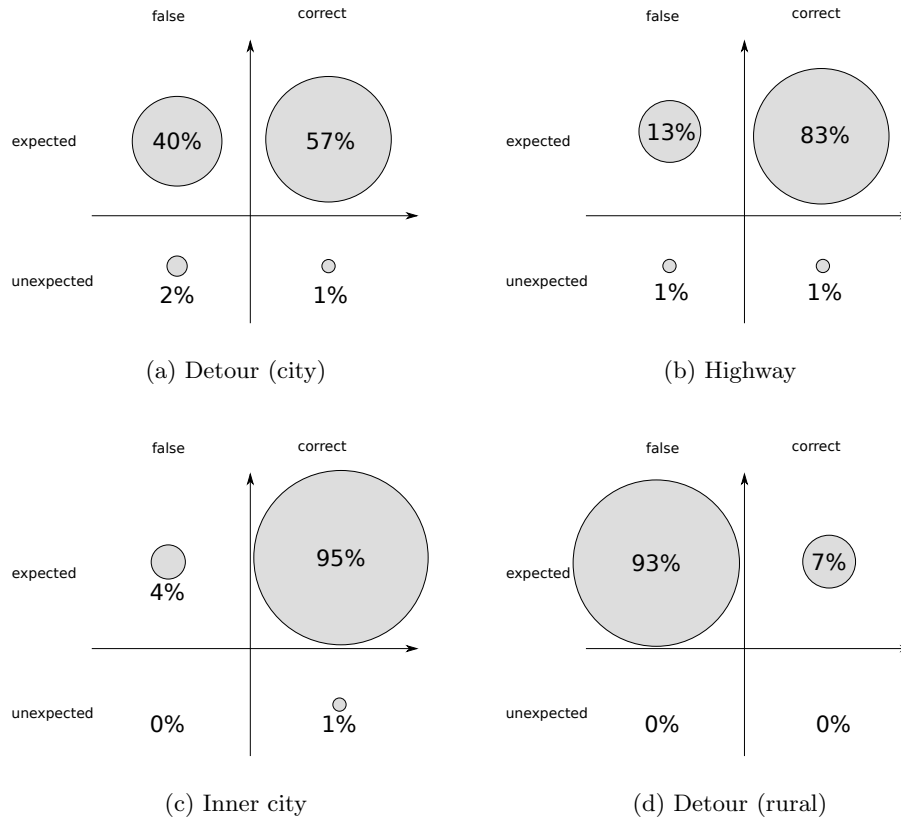 false correct
expected 40% 57%
unexpected 2% 1%
(a) Detour (city)
false correct
expected 13% 83%
unexpected 1% 1%
(b) Highway
false correct
expected 4% 95%
unexpected 0% 1%
(c) Inner city
false correct
expected 93% 7%
unexpected 0% 0%
(d) Detour (rural)